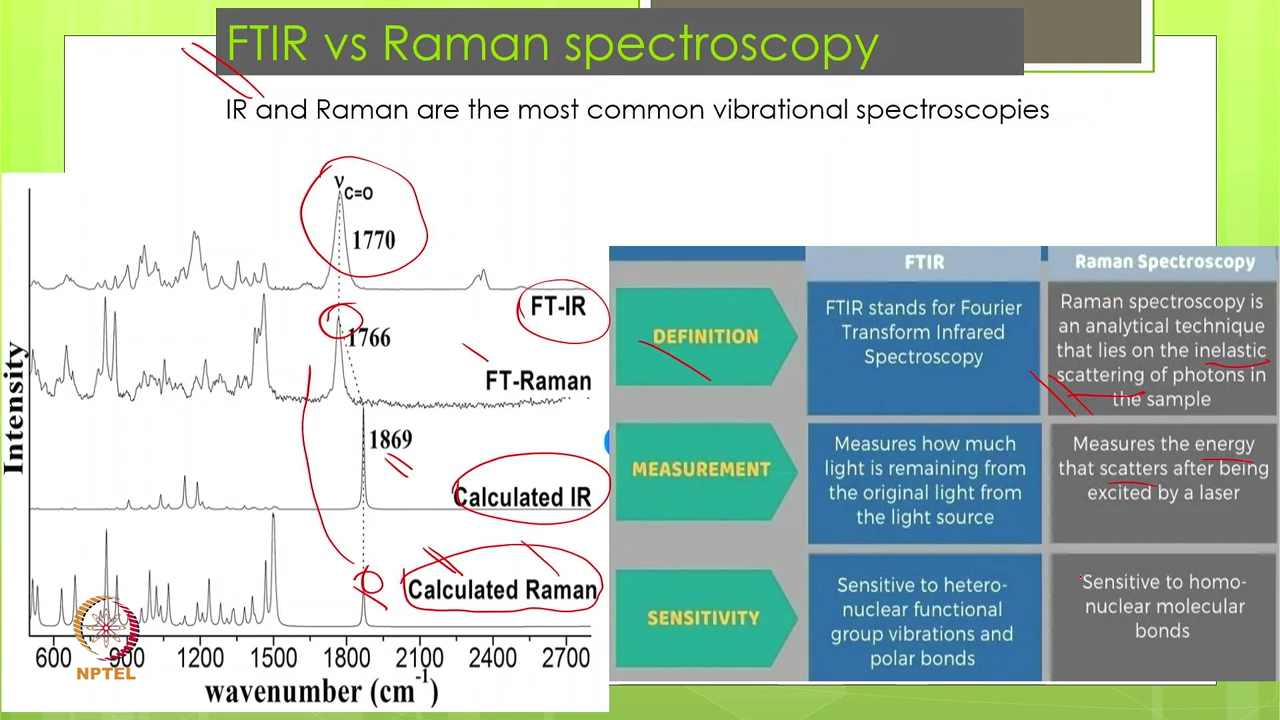 FTIR vs Raman spectroscopy
IR and Raman are the most common vibrational spectroscopies
ν C=O
1770
FT-IR
1766
FT-Raman
1869
Calculated IR
Calculated Raman
Intensity
600 900 1200 1500 1800 2100 2400 2700
wavenumber (cm-1)
NPTEL
FTIR
Raman Spectroscopy
DEFINITION
FTIR stands for Fourier
Transform Infrared
Spectroscopy
Raman spectroscopy is
an analytical technique
that lies on the inelastic
scattering of photons in
the sample
MEASUREMENT
Measures how much
light is remaining from
the original light from
the light source
Measures the energy
that scatters after being
excited by a laser
SENSITIVITY
Sensitive to hetero-
nuclear functional
group vibrations and
polar bonds
Sensitive to homo-
nuclear molecular
bonds